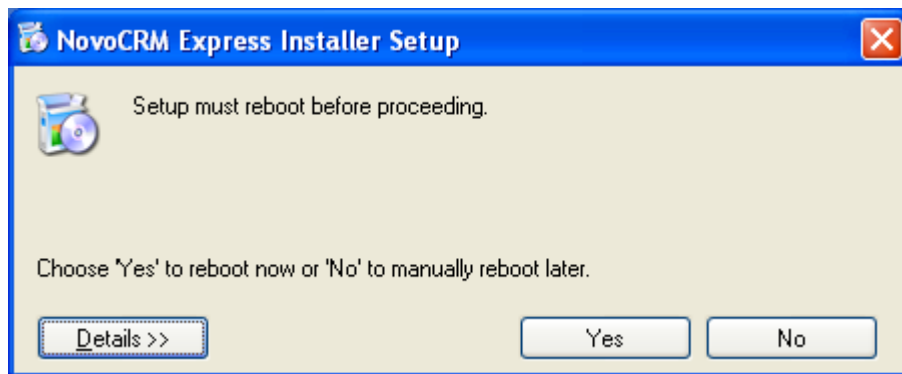 NovoCRM Express Installer Setup
Setup must reboot before proceeding.
Choose 'Yes' to reboot now or 'No' to manually reboot later.
Details >>
Yes
No